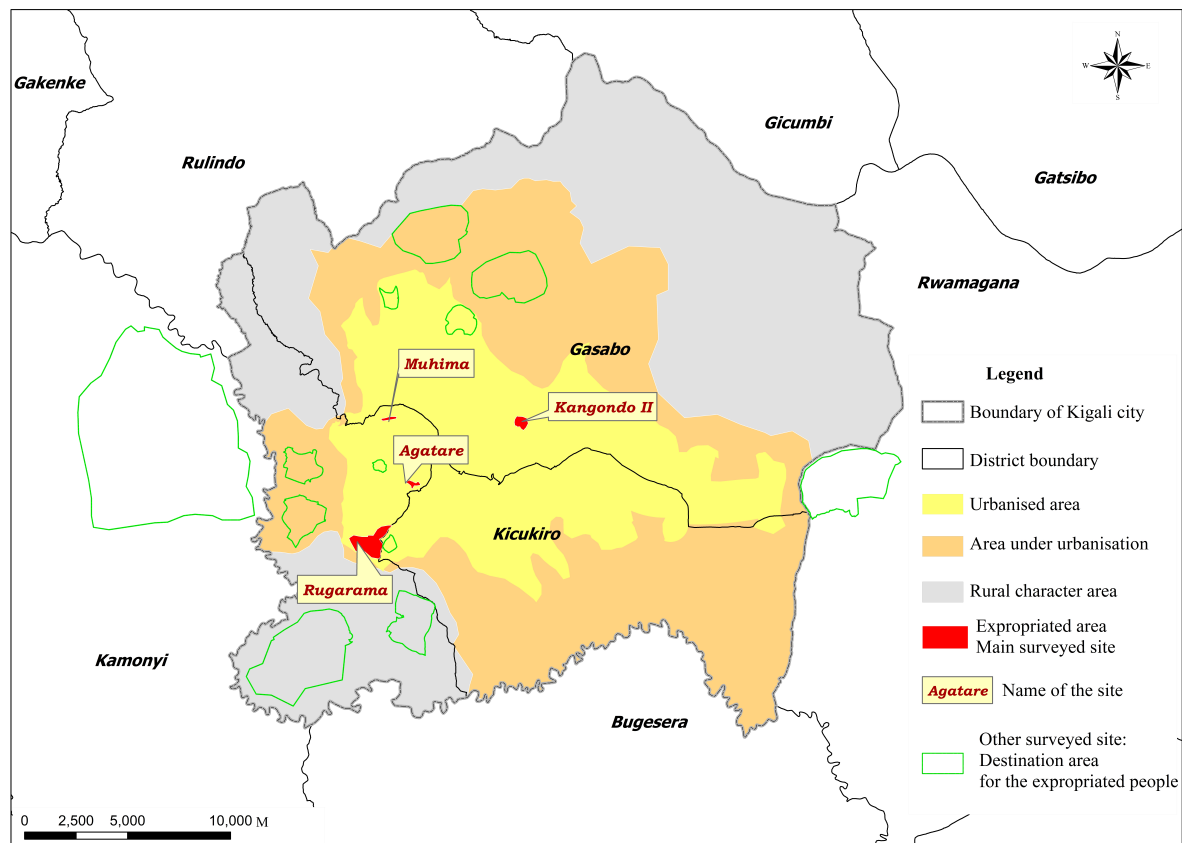 N
W E
S
Gakenke
Gicumbi
Rulindo
Gatsibo
Rwamagana
Gasabo
Muhima
Kangondo II
Agatare
Kicukiro
Rugarama
Kamonyi
Bugesera
Legend
Boundary of Kigali city
District boundary
Urbanised area
Area under urbanisation
Rural character area
Expropriated area
Main surveyed site
Agatare Name of the site
Other surveyed site:
Destination area
for the expropriated people
0 2,500 5,000 10,000 M